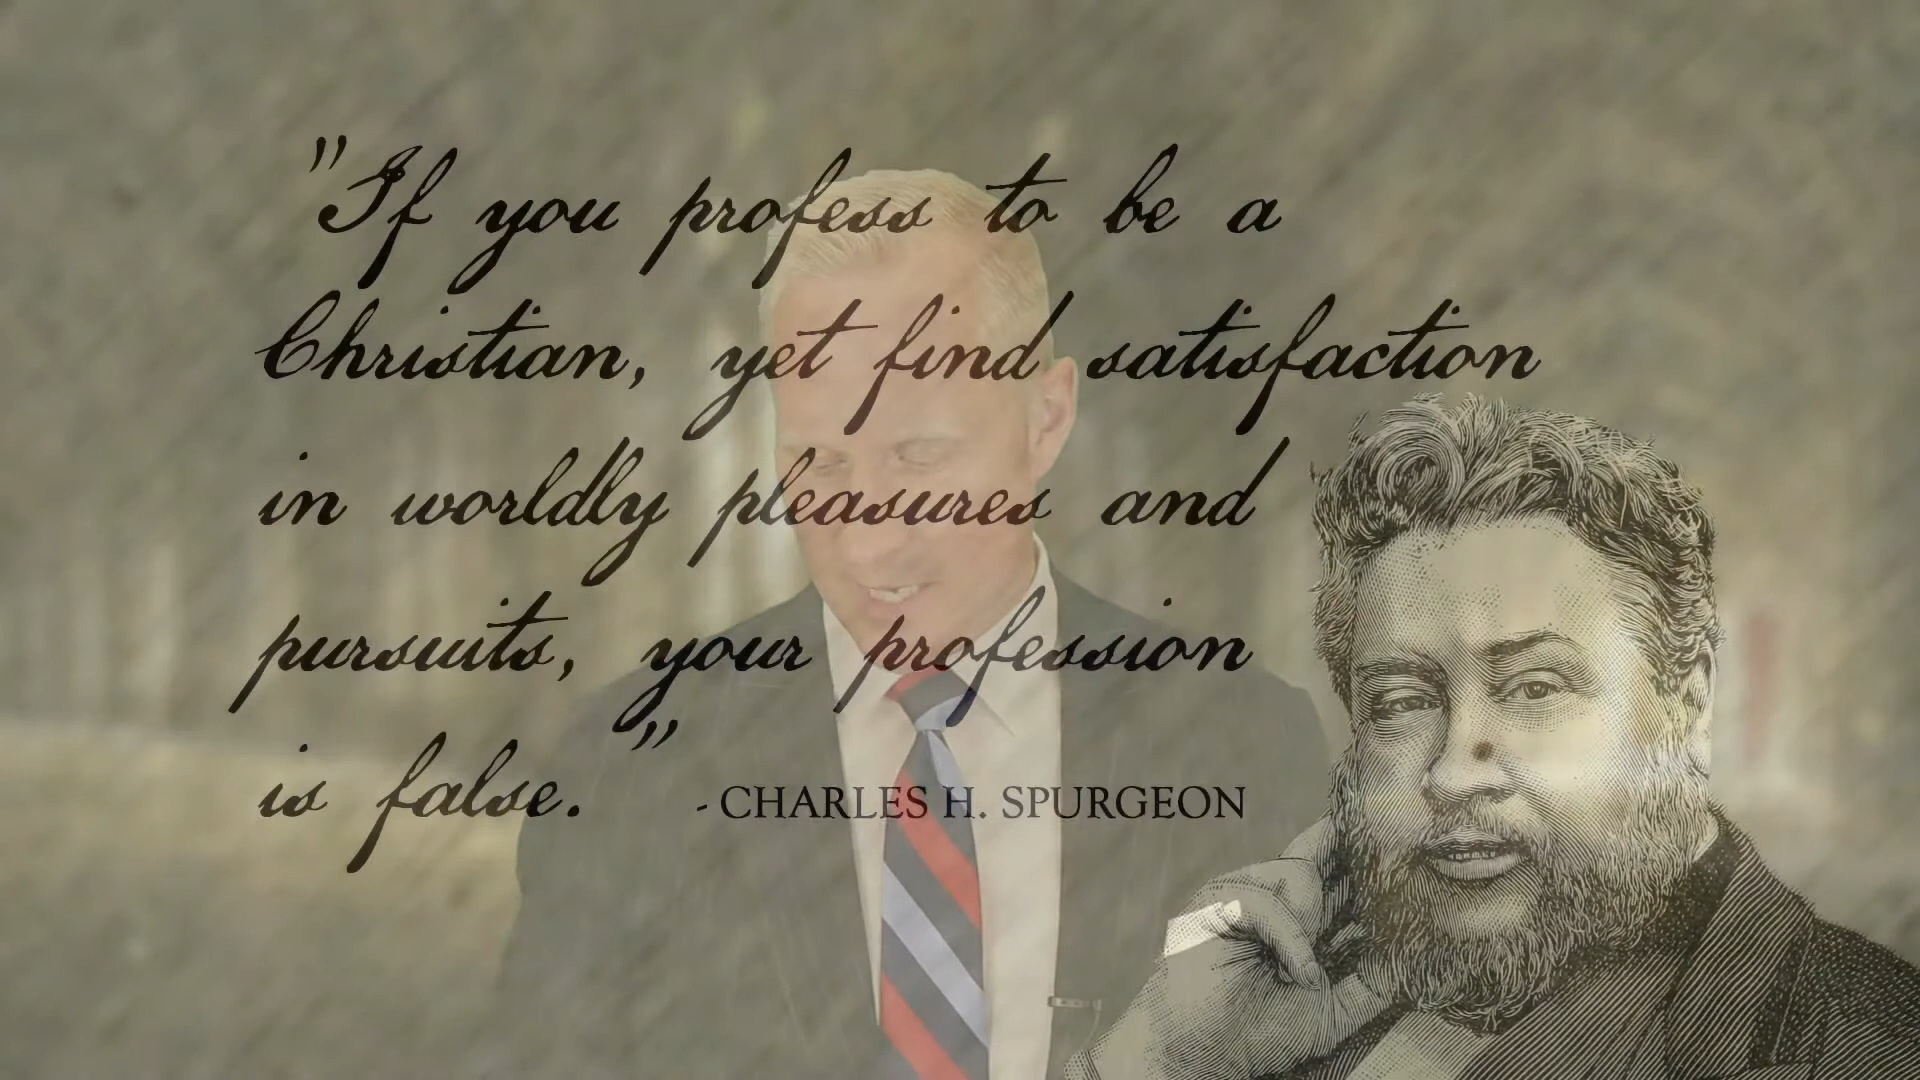 "If you profess to be a
Christian, yet find satisfaction
in worldly pleasures and
pursuits, your profession
is false." - CHARLES H. SPURGEON